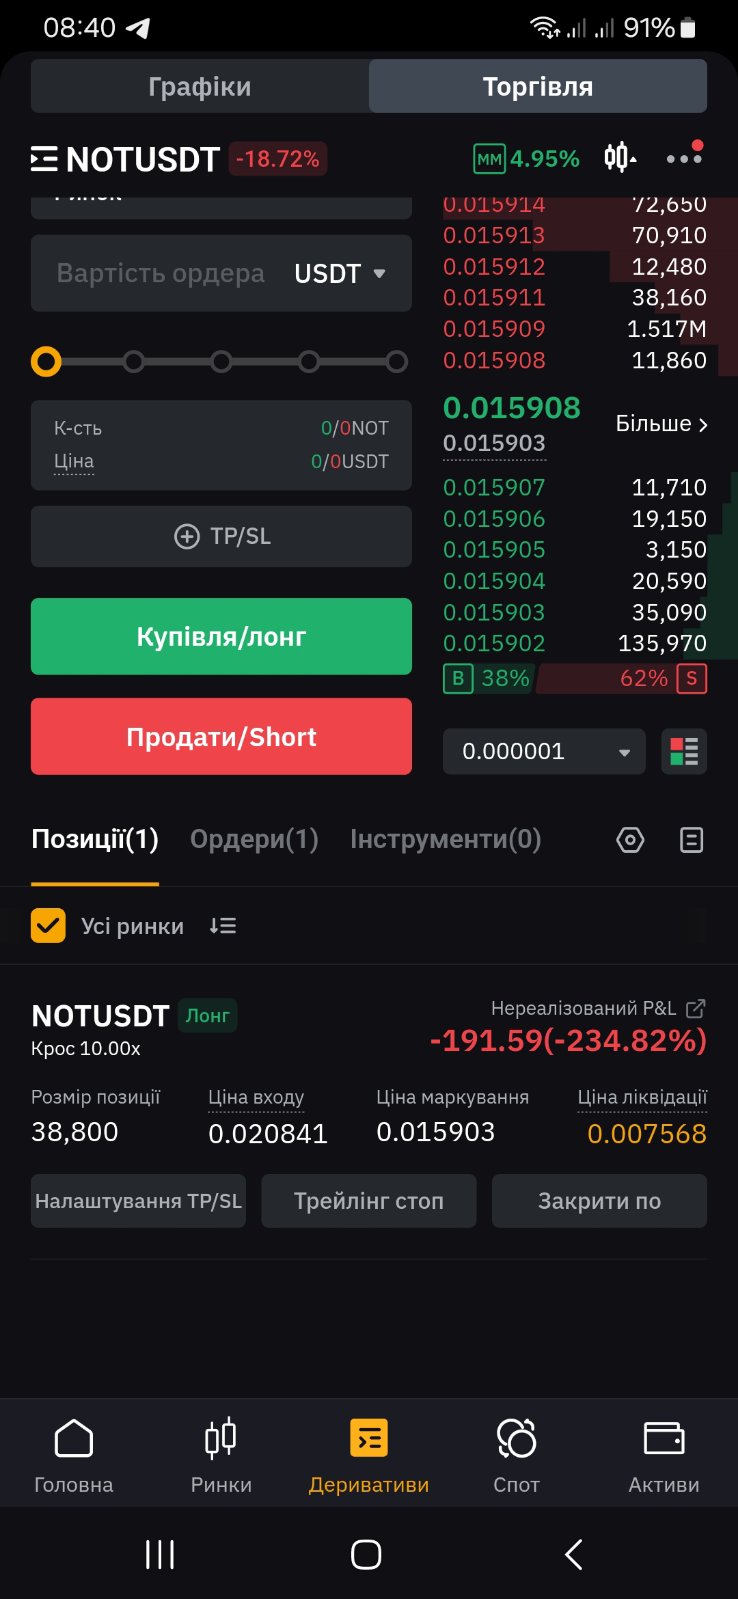 08:40 91%
Графіки Торгівля
NOTUSDT -18.72% MM 4.95%
Ринок
Вартість ордера USDT
К-сть 0/0NOT
Ціна 0/0USDT
TP/SL
Купівля/лонг
Продати/Short
0.015914 72,650
0.015913 70,910
0.015912 12,480
0.015911 38,160
0.015909 1.517M
0.015908 11,860
0.015908
0.015903
Більше
0.015907 11,710
0.015906 19,150
0.015905 3,150
0.015904 20,590
0.015903 35,090
0.015902 135,970
B 38% 62% S
0.000001
Позиції(1) Ордери(1) Інструменти(0)
Усі ринки
NOTUSDT Лонг
Крос 10.00x
Нереалізований P&L
-191.59(-234.82%)
Розмір позиції Ціна входу Ціна маркування Ціна ліквідації
38,800 0.020841 0.015903 0.007568
Налаштування TP/SL Трейлінг стоп Закрити по
Головна Ринки Деривативи Спот Активи